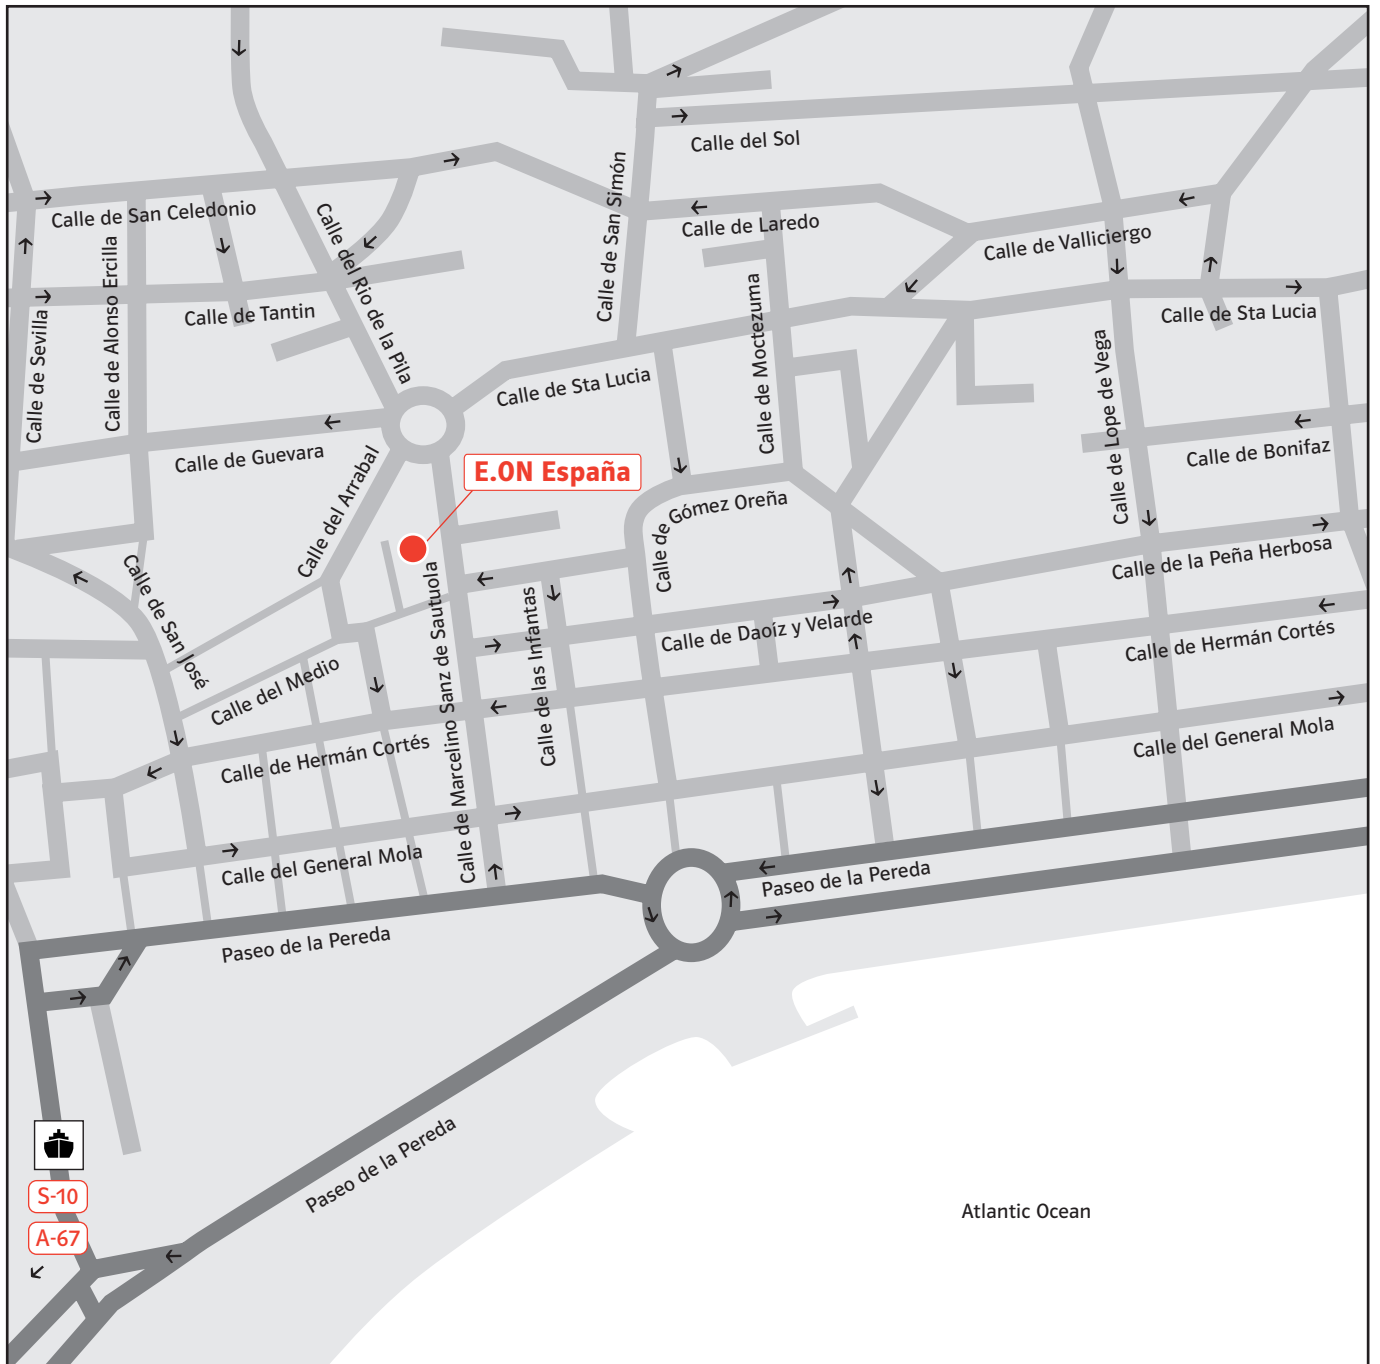 Calle del Sol
Calle de San Celedonio
Calle de San Simón
Calle de Laredo
Calle de Valliciergo
Calle del Rio de la Pila
Calle de Alonso Ercilla
Calle de Sevilla
Calle de Tantin
Calle de Moctezuma
Calle de Sta Lucia
Calle de Sta Lucia
Calle de Lope de Vega
Calle de Guevara
Calle del Arrabal
E.ON España
Calle de Bonifaz
Calle de
Gómez Oreña
Calle de San José
Calle de la Peña Herbosa
Calle de Daoíz y Velarde
Calle de las Infantas
Calle de Marcelino Sanz de Sautuola
Calle del Medio
Calle de Hermán Cortés
Calle de Hermán Cortés
Calle del General Mola
Calle del General Mola
Paseo de la Pereda
Paseo de la Pereda
Paseo de la Pereda
S-10
A-67
Atlantic Ocean